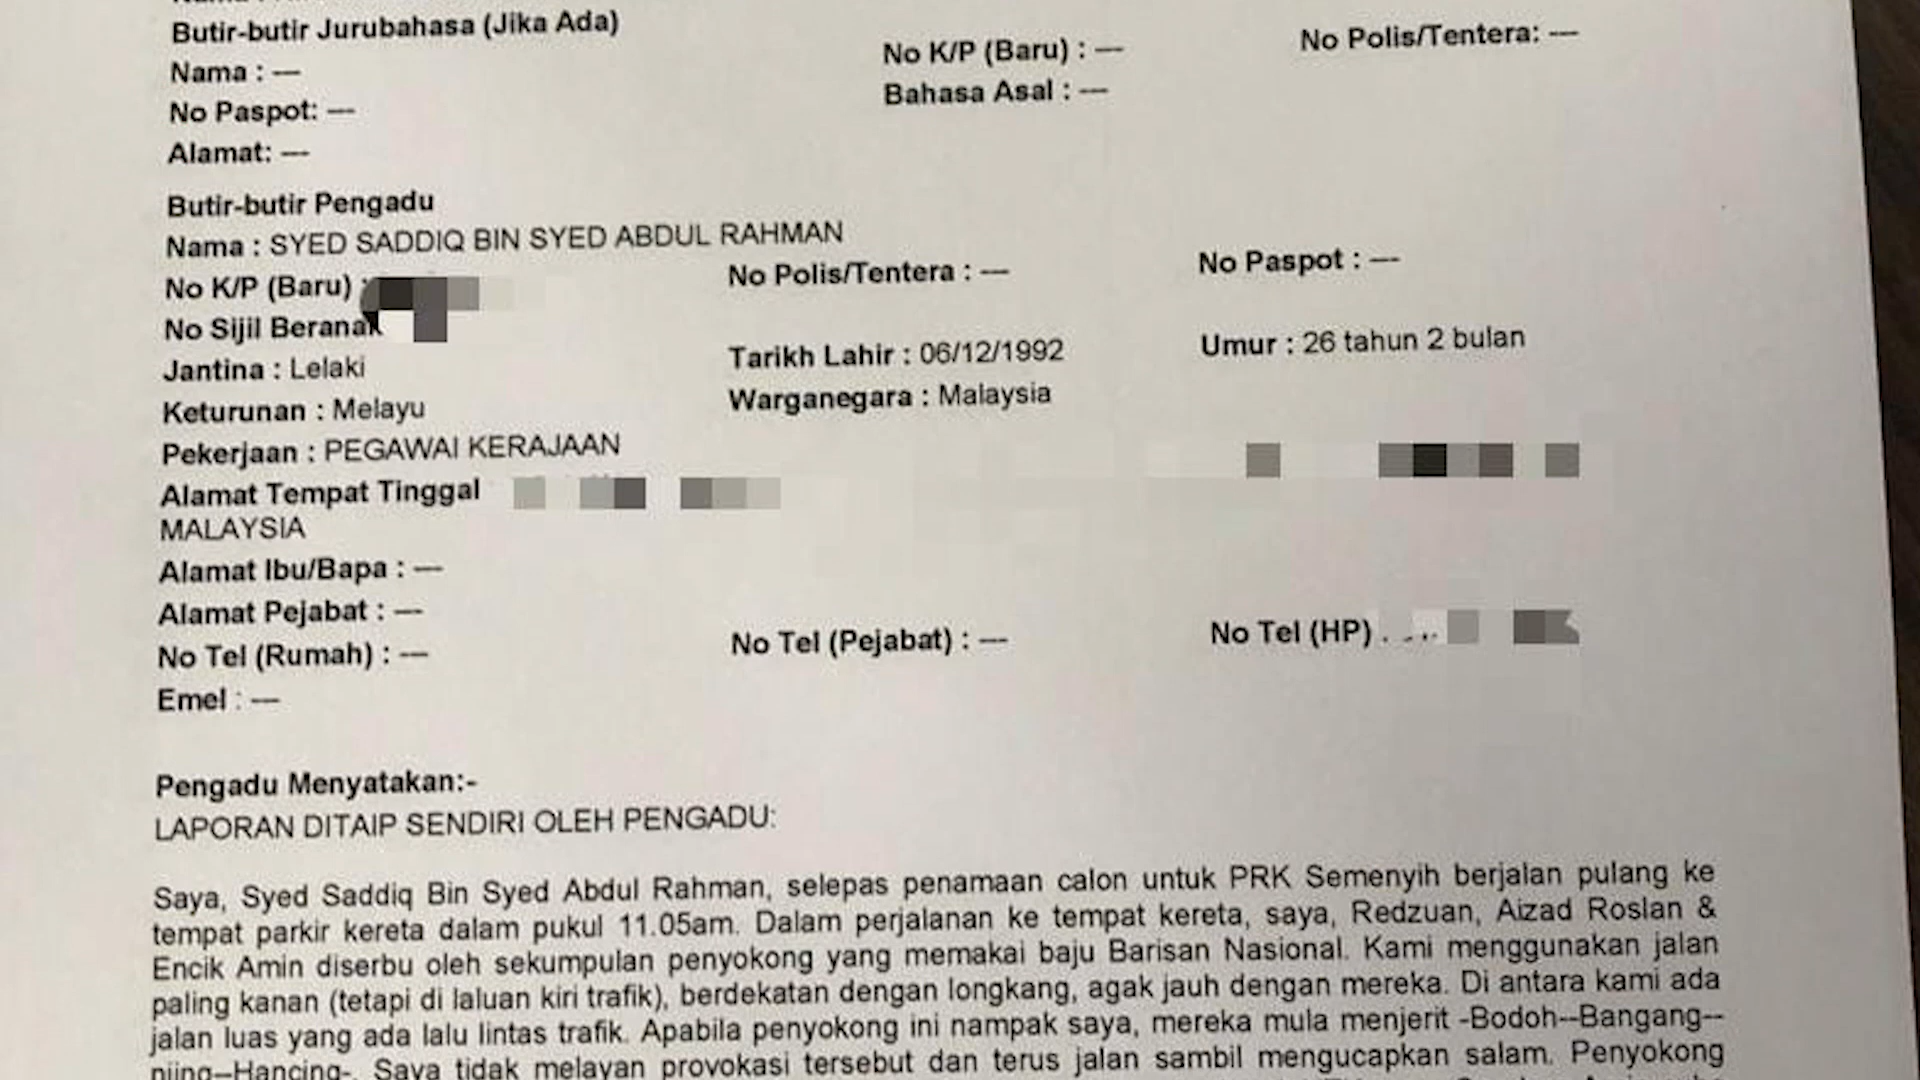 Butir-butir Jurubahasa (Jika Ada)
Nama : --- No K/P (Baru) : --- No Polis/Tentera: ---
No Paspot: --- Bahasa Asal : ---
Alamat: ---
Butir-butir Pengadu
Nama : SYED SADDIQ BIN SYED ABDUL RAHMAN
No K/P (Baru) : No Polis/Tentera : --- No Paspot : ---
No Sijil Beranak
Jantina : Lelaki Tarikh Lahir : 06/12/1992 Umur : 26 tahun 2 bulan
Keturunan : Melayu Warganegara : Malaysia
Pekerjaan : PEGAWAI KERAJAAN
Alamat Tempat Tinggal
MALAYSIA
Alamat Ibu/Bapa : ---
Alamat Pejabat : ---
No Tel (Rumah) : --- No Tel (Pejabat) : --- No Tel (HP)
Emel : ---
Pengadu Menyatakan:-
LAPORAN DITAIP SENDIRI OLEH PENGADU:
Saya, Syed Saddiq Bin Syed Abdul Rahman, selepas penamaan calon untuk PRK Semenyih berjalan pulang ke
tempat parkir kereta dalam pukul 11.05am. Dalam perjalanan ke tempat kereta, saya, Redzuan, Aizad Roslan &
Encik Amin diserbu oleh sekumpulan penyokong yang memakai baju Barisan Nasional. Kami menggunakan jalan
paling kanan (tetapi di laluan kiri trafik), berdekatan dengan longkang, agak jauh dengan mereka. Di antara kami ada
jalan luas yang ada lalu lintas trafik. Apabila penyokong ini nampak saya, mereka mula menjerit -Bodoh--Bangang--
njing--Hancing-. Saya tidak melayan provokasi tersebut dan terus jalan sambil mengucapkan salam. Penyokong